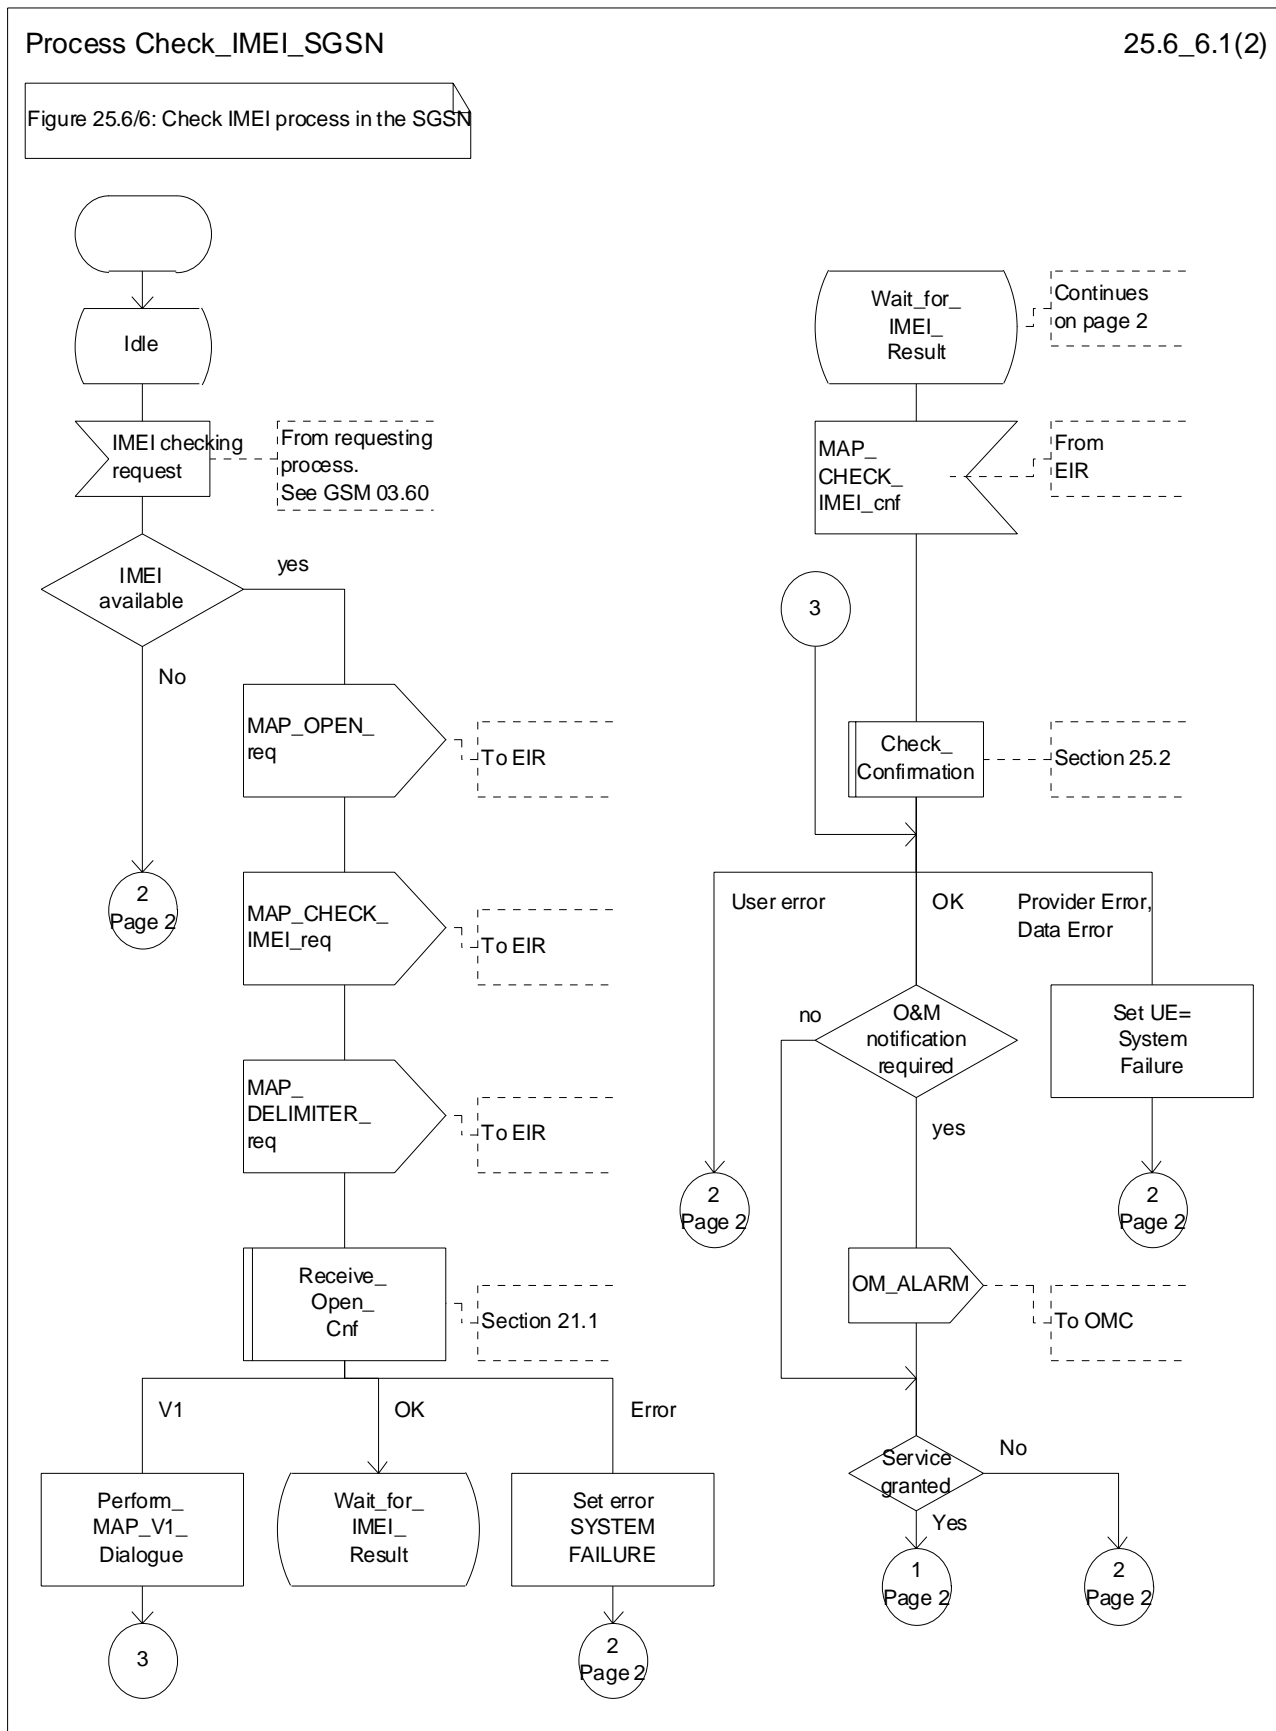 Process Check_IMEI_SGSN
25.6_6.1(2)
Figure 25.6/6: Check IMEI process in the SGSN
Idle
IMEI checking
request
From requesting
process.
See GSM 03.60
IMEI
available
yes
No
MAP_OPEN_
req
To EIR
2
Page 2
MAP_CHECK_
IMEI_req
To EIR
MAP_
DELIMITER_
req
To EIR
Receive_
Open_
Cnf
Section 21.1
V1
OK
Error
Perform_
MAP_V1_
Dialogue
Wait_for_
IMEI_
Result
Set error
SYSTEM
FAILURE
3
2
Page 2
Wait_for_
IMEI_
Result
Continues
on page 2
MAP_
CHECK_
IMEI_cnf
From
EIR
3
Check_
Confirmation
Section 25.2
User error
OK
Provider Error,
Data Error
no
O&M
notification
required
Set UE=
System
Failure
yes
2
Page 2
2
Page 2
OM_ALARM
To OMC
Service
granted
No
Yes
1
Page 2
2
Page 2